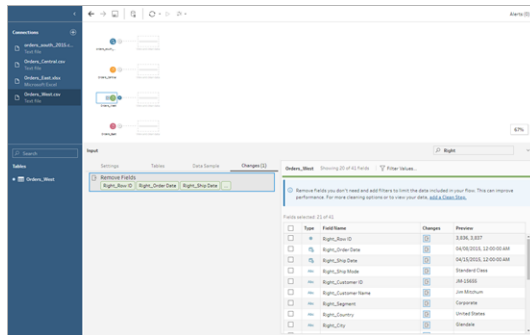 Alerts (0)
Connections
orders_south_2015.c...
Text file
Orders_Central.csv
Text file
Orders_East.xlsx
Microsoft Excel
Orders_West.csv
Text file
67%
Search
Tables
Orders_West
Input
Right
Settings
Tables
Data Sample
Changes (1)
Remove Fields
Right_Row ID
Right_Order Date
Right_Ship Date
...
Orders_West
Showing 20 of 41 Fields
Filter Values...
Remove fields you don't need and add filters to limit the data included in your flow. This can improve
performance. For more cleaning options or to view your data, add a Clean Step.
Fields selected: 21 of 41
Type Field Name Changes Preview
Right_Row ID 3,836, 3,837
Right_Order Date 04/08/2015, 12:00:00 AM
Right_Ship Date 04/15/2015, 12:00:00 AM
Right_Ship Mode Standard Class
Right_Customer ID
Right_Customer Name Jim Mitchum
Right_Segment Corporate
Right_Country United States
Right_City Glendale